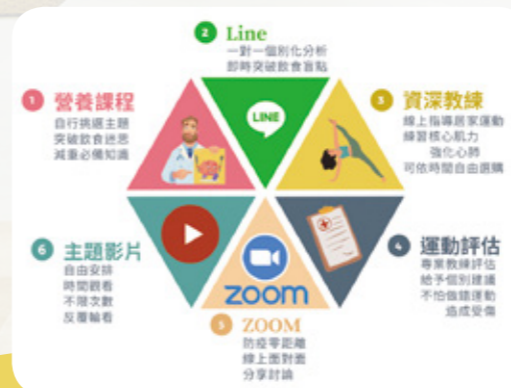 1 營養課程
自行挑選主題
突破飲食迷思
減重必備知識
2 Line
一對一個別化分析
即時突破飲食盲點
LINE
3 資深教練
線上指導居家運動
練習核心肌力
強化心肺
可依時間自由選購
4 運動評估
專業教練評估
給予個別建議
不怕做錯運動
造成受傷
zoom
5 ZOOM
防疫零距離
線上面對面
分享討論
6 主題影片
自由安排
時間觀看
不限次數
反覆輪看